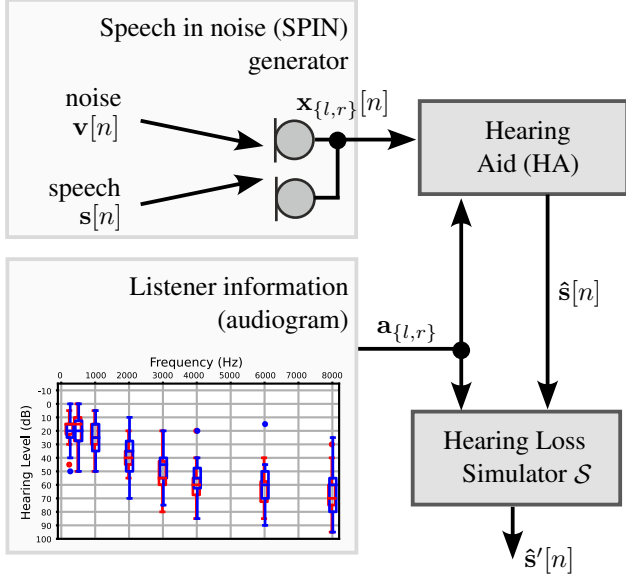 Speech in noise (SPIN)
generator
noise
v[n]
x_{l,r}[n]
speech
s[n]
Hearing
Aid (HA)
Listener information
(audiogram)
a_{l,r}
ŝ[n]
Frequency (Hz)
0 1000 2000 3000 4000 5000 6000 7000 8000
Hearing Level (dB)
-10
0
10
20
30
40
50
60
70
80
90
100
Hearing Loss
Simulator 𝒮
ŝ′[n]